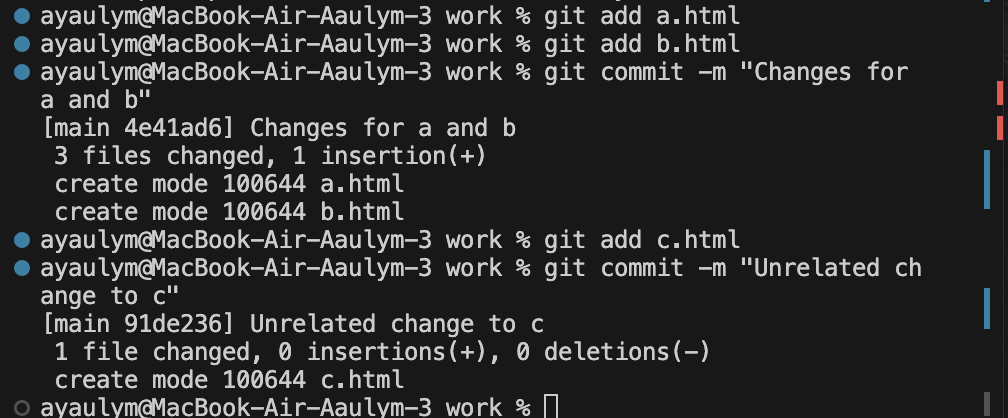 ayaulym@MacBook-Air-Aaulym-3 work % git add a.html
ayaulym@MacBook-Air-Aaulym-3 work % git add b.html
ayaulym@MacBook-Air-Aaulym-3 work % git commit -m "Changes for
a and b"
[main 4e41ad6] Changes for a and b
3 files changed, 1 insertion(+)
create mode 100644 a.html
create mode 100644 b.html
ayaulym@MacBook-Air-Aaulym-3 work % git add c.html
ayaulym@MacBook-Air-Aaulym-3 work % git commit -m "Unrelated ch
ange to c"
[main 91de236] Unrelated change to c
1 file changed, 0 insertions(+), 0 deletions(-)
create mode 100644 c.html
ayaulym@MacBook-Air-Aaulym-3 work %